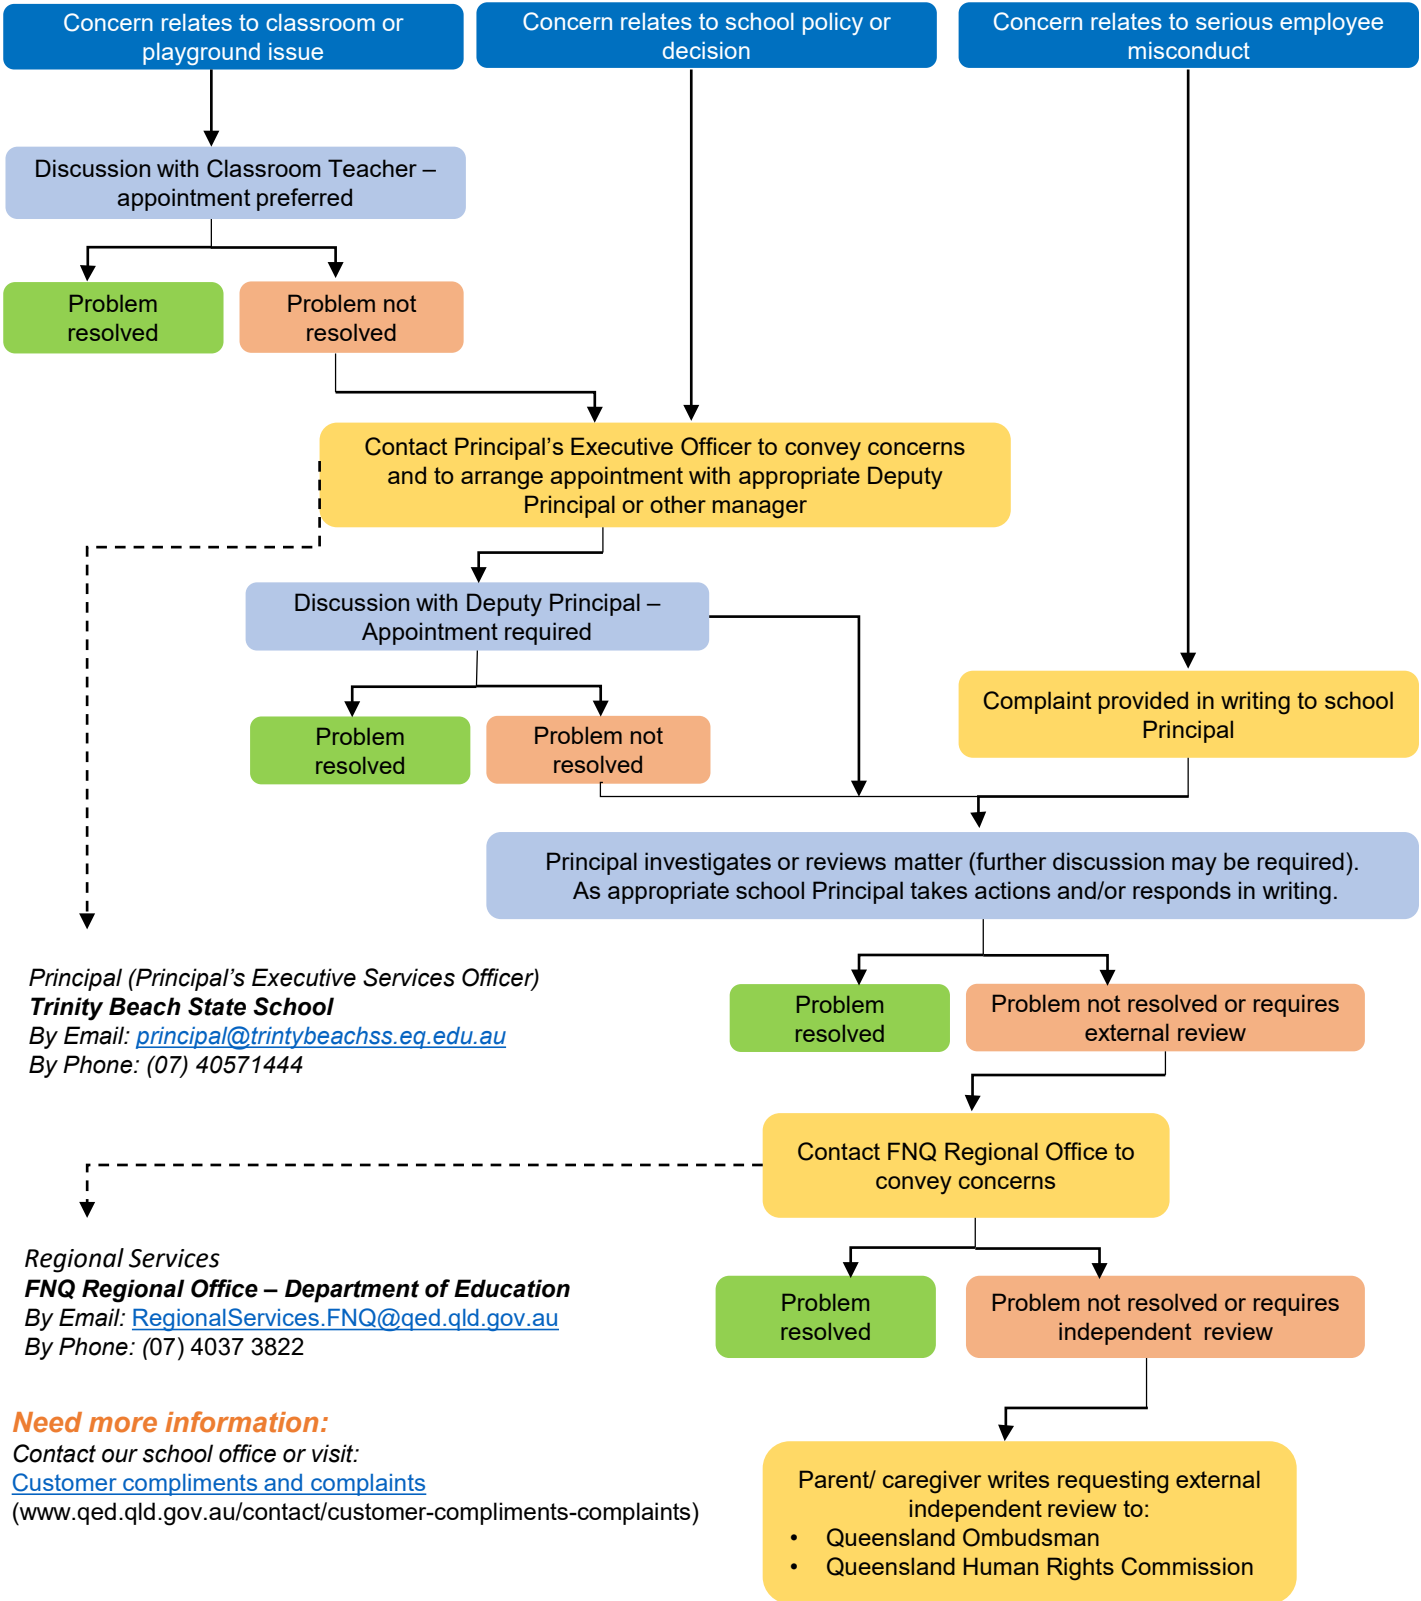 Concern relates to classroom or
playground issue
Concern relates to school policy or
decision
Concern relates to serious employee
misconduct
Discussion with Classroom Teacher –
appointment preferred
Problem
resolved
Problem not
resolved
Contact Principal’s Executive Officer to convey concerns
and to arrange appointment with appropriate Deputy
Principal or other manager
Discussion with Deputy Principal –
Appointment required
Problem
resolved
Problem not
resolved
Complaint provided in writing to school
Principal
Principal investigates or reviews matter (further discussion may be required).
As appropriate school Principal takes actions and/or responds in writing.
Principal (Principal’s Executive Services Officer)
Trinity Beach State School
By Email: principal@trintybeachss.eq.edu.au
By Phone: (07) 40571444
Problem
resolved
Problem not resolved or requires
external review
Contact FNQ Regional Office to
convey concerns
Regional Services
FNQ Regional Office – Department of Education
By Email: RegionalServices.FNQ@qed.qld.gov.au
By Phone: (07) 4037 3822
Problem
resolved
Problem not resolved or requires
independent  review
Need more information:
Contact our school office or visit:
Customer compliments and complaints
(www.qed.qld.gov.au/contact/customer-compliments-complaints)
Parent/ caregiver writes requesting external
independent review to:
• Queensland Ombudsman
• Queensland Human Rights Commission